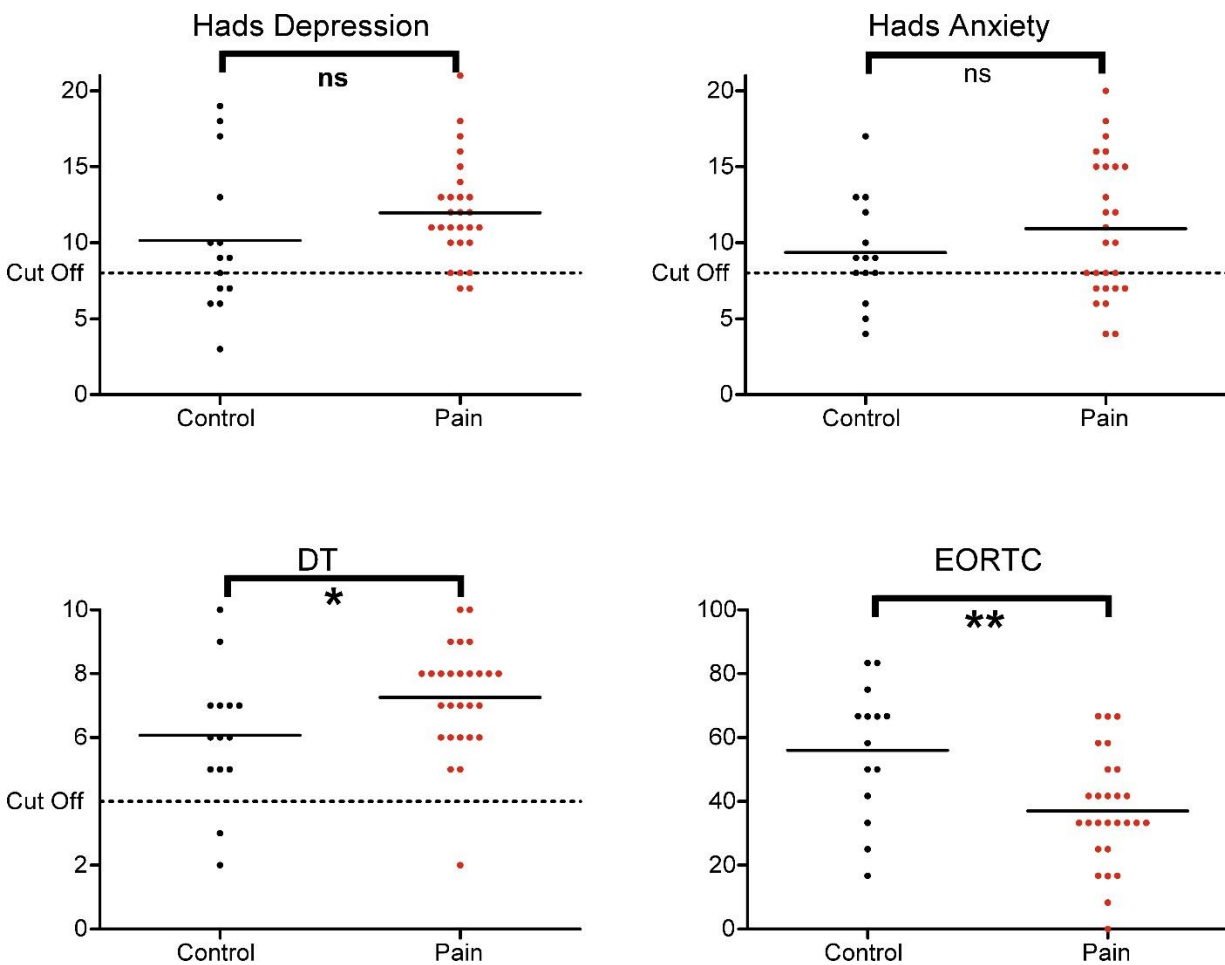 Hads Depression
ns
20
15
10
Cut Off
5
0
Control Pain
Hads Anxiety
ns
20
15
10
Cut Off
5
0
Control Pain
DT
*
10
8
6
Cut Off
2
0
Control Pain
EORTC
**
100
80
60
40
20
0
Control Pain